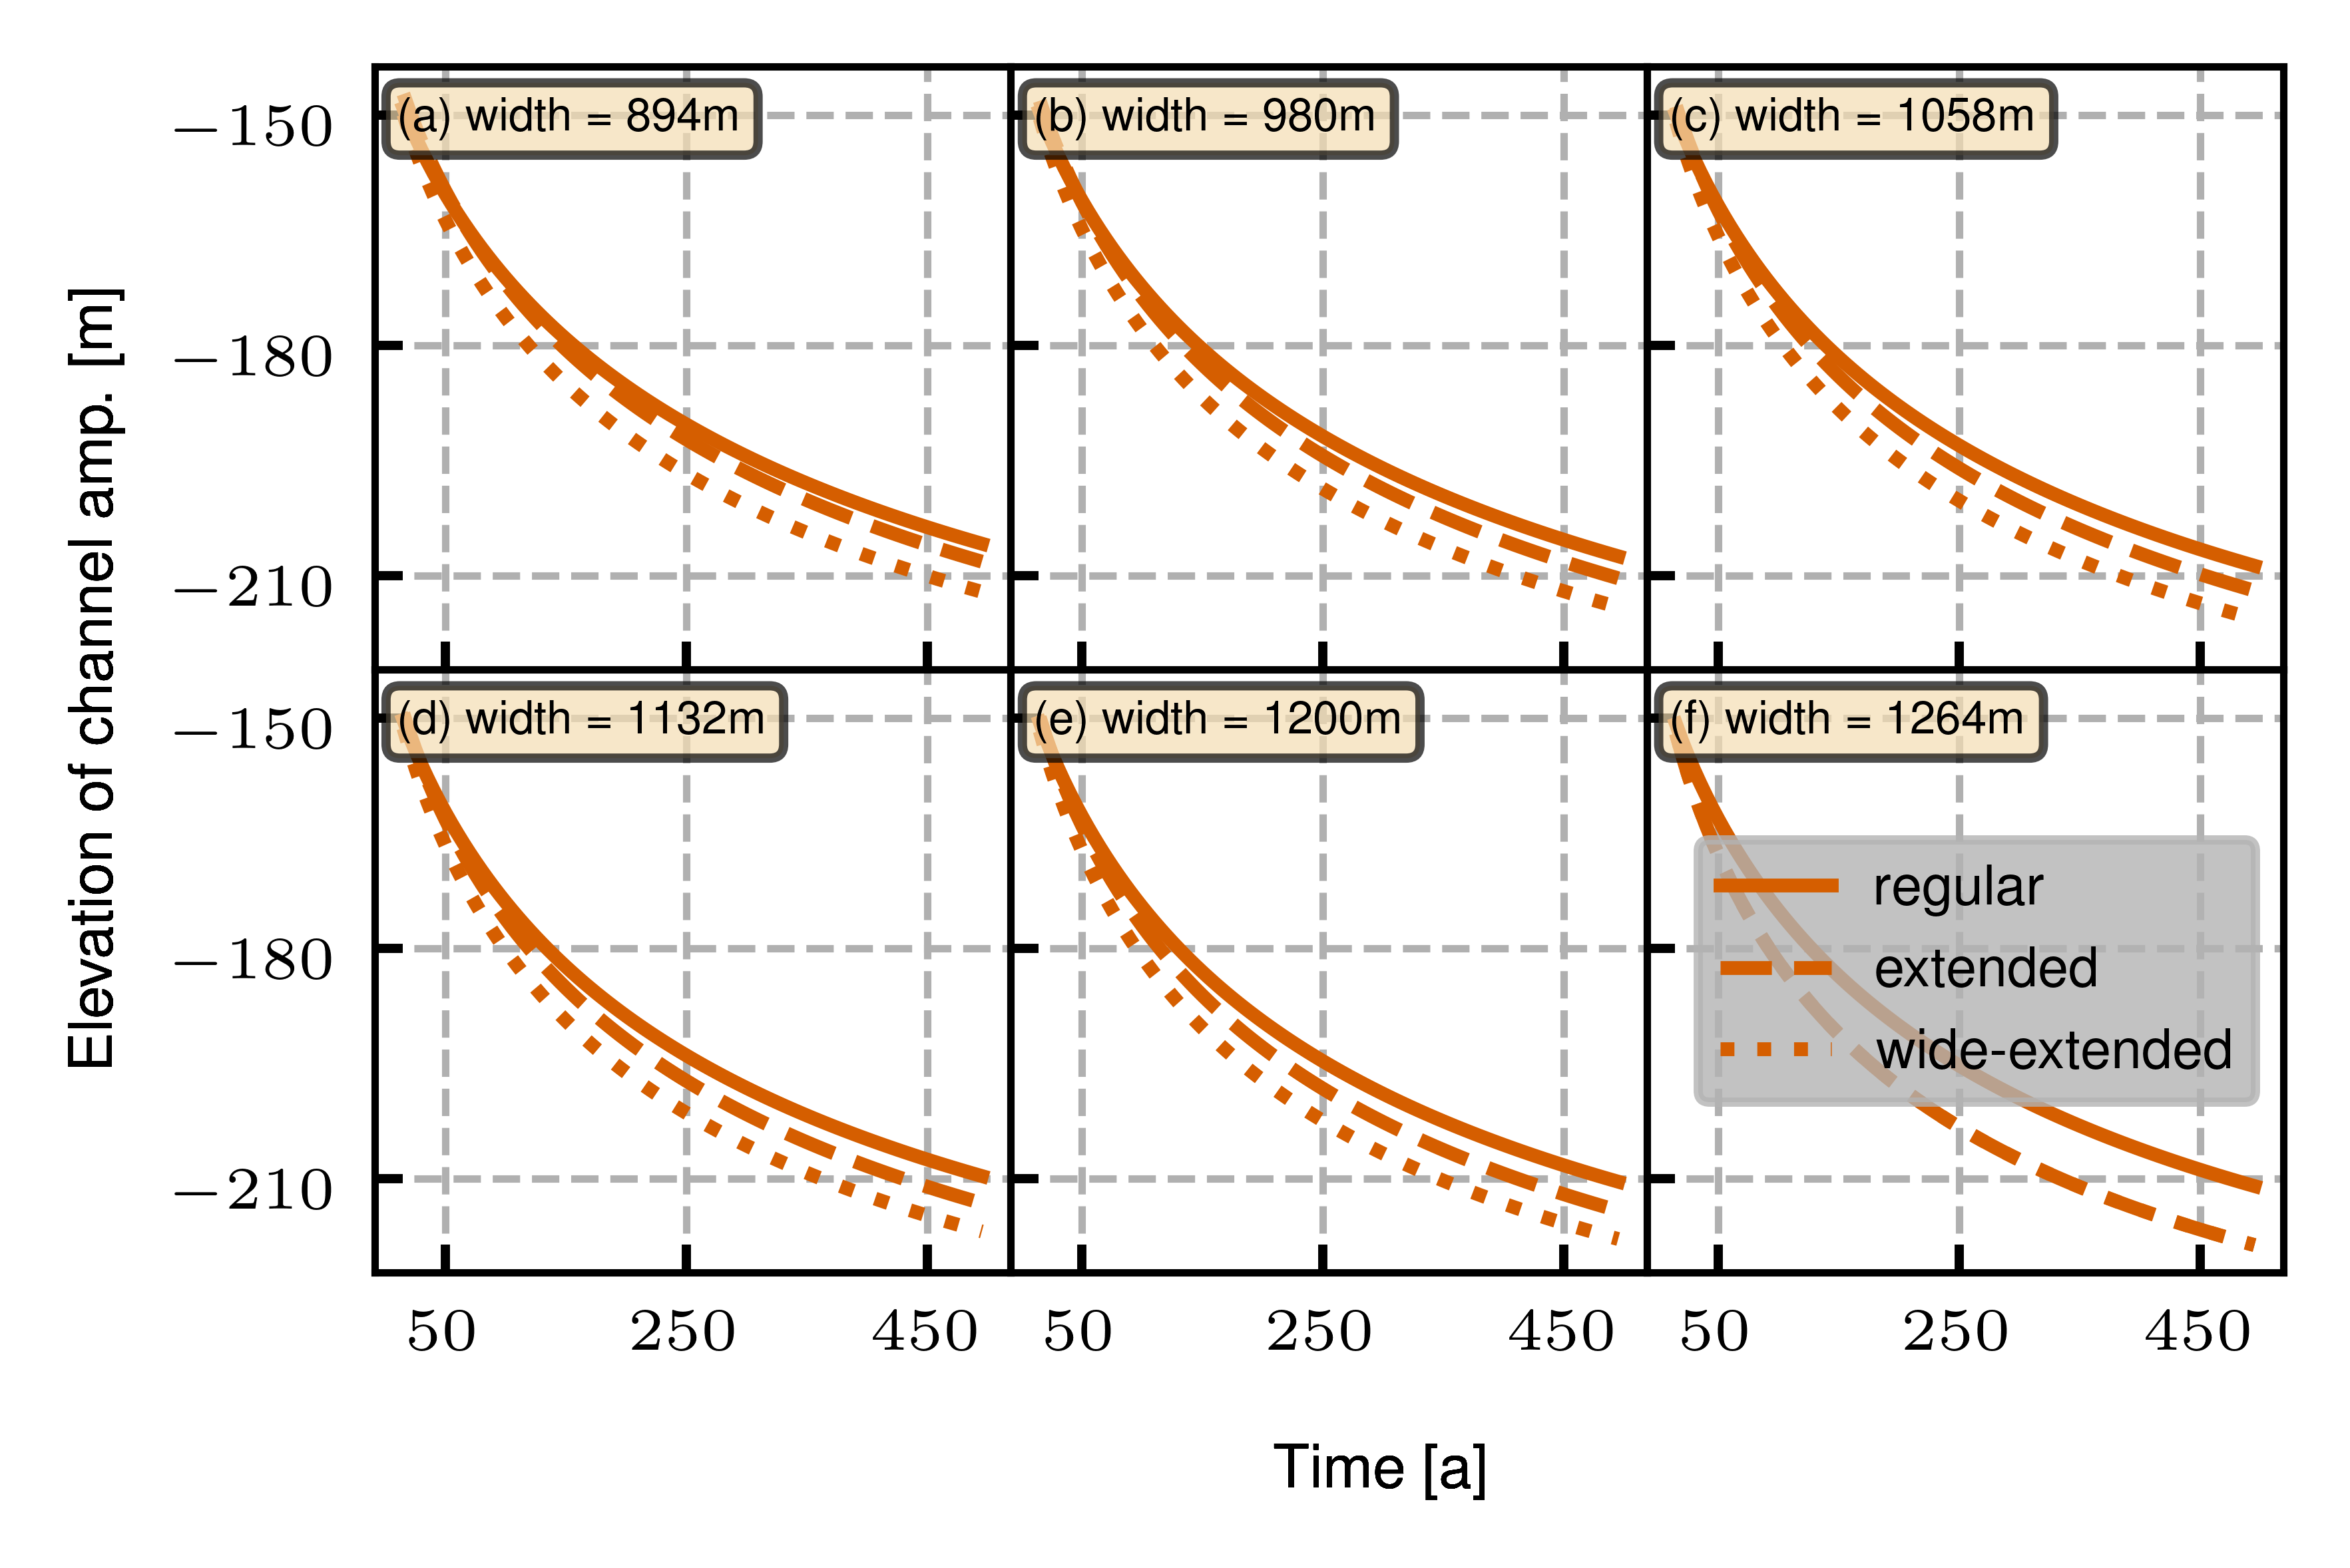 Elevation of channel amp. [m]
−150
−180
−210
(a) width = 894m
(b) width = 980m
(c) width = 1058m
−150
−180
−210
(d) width = 1132m
(e) width = 1200m
(f) width = 1264m
regular
extended
wide-extended
50 250 450 50 250 450 50 250 450
Time [a]